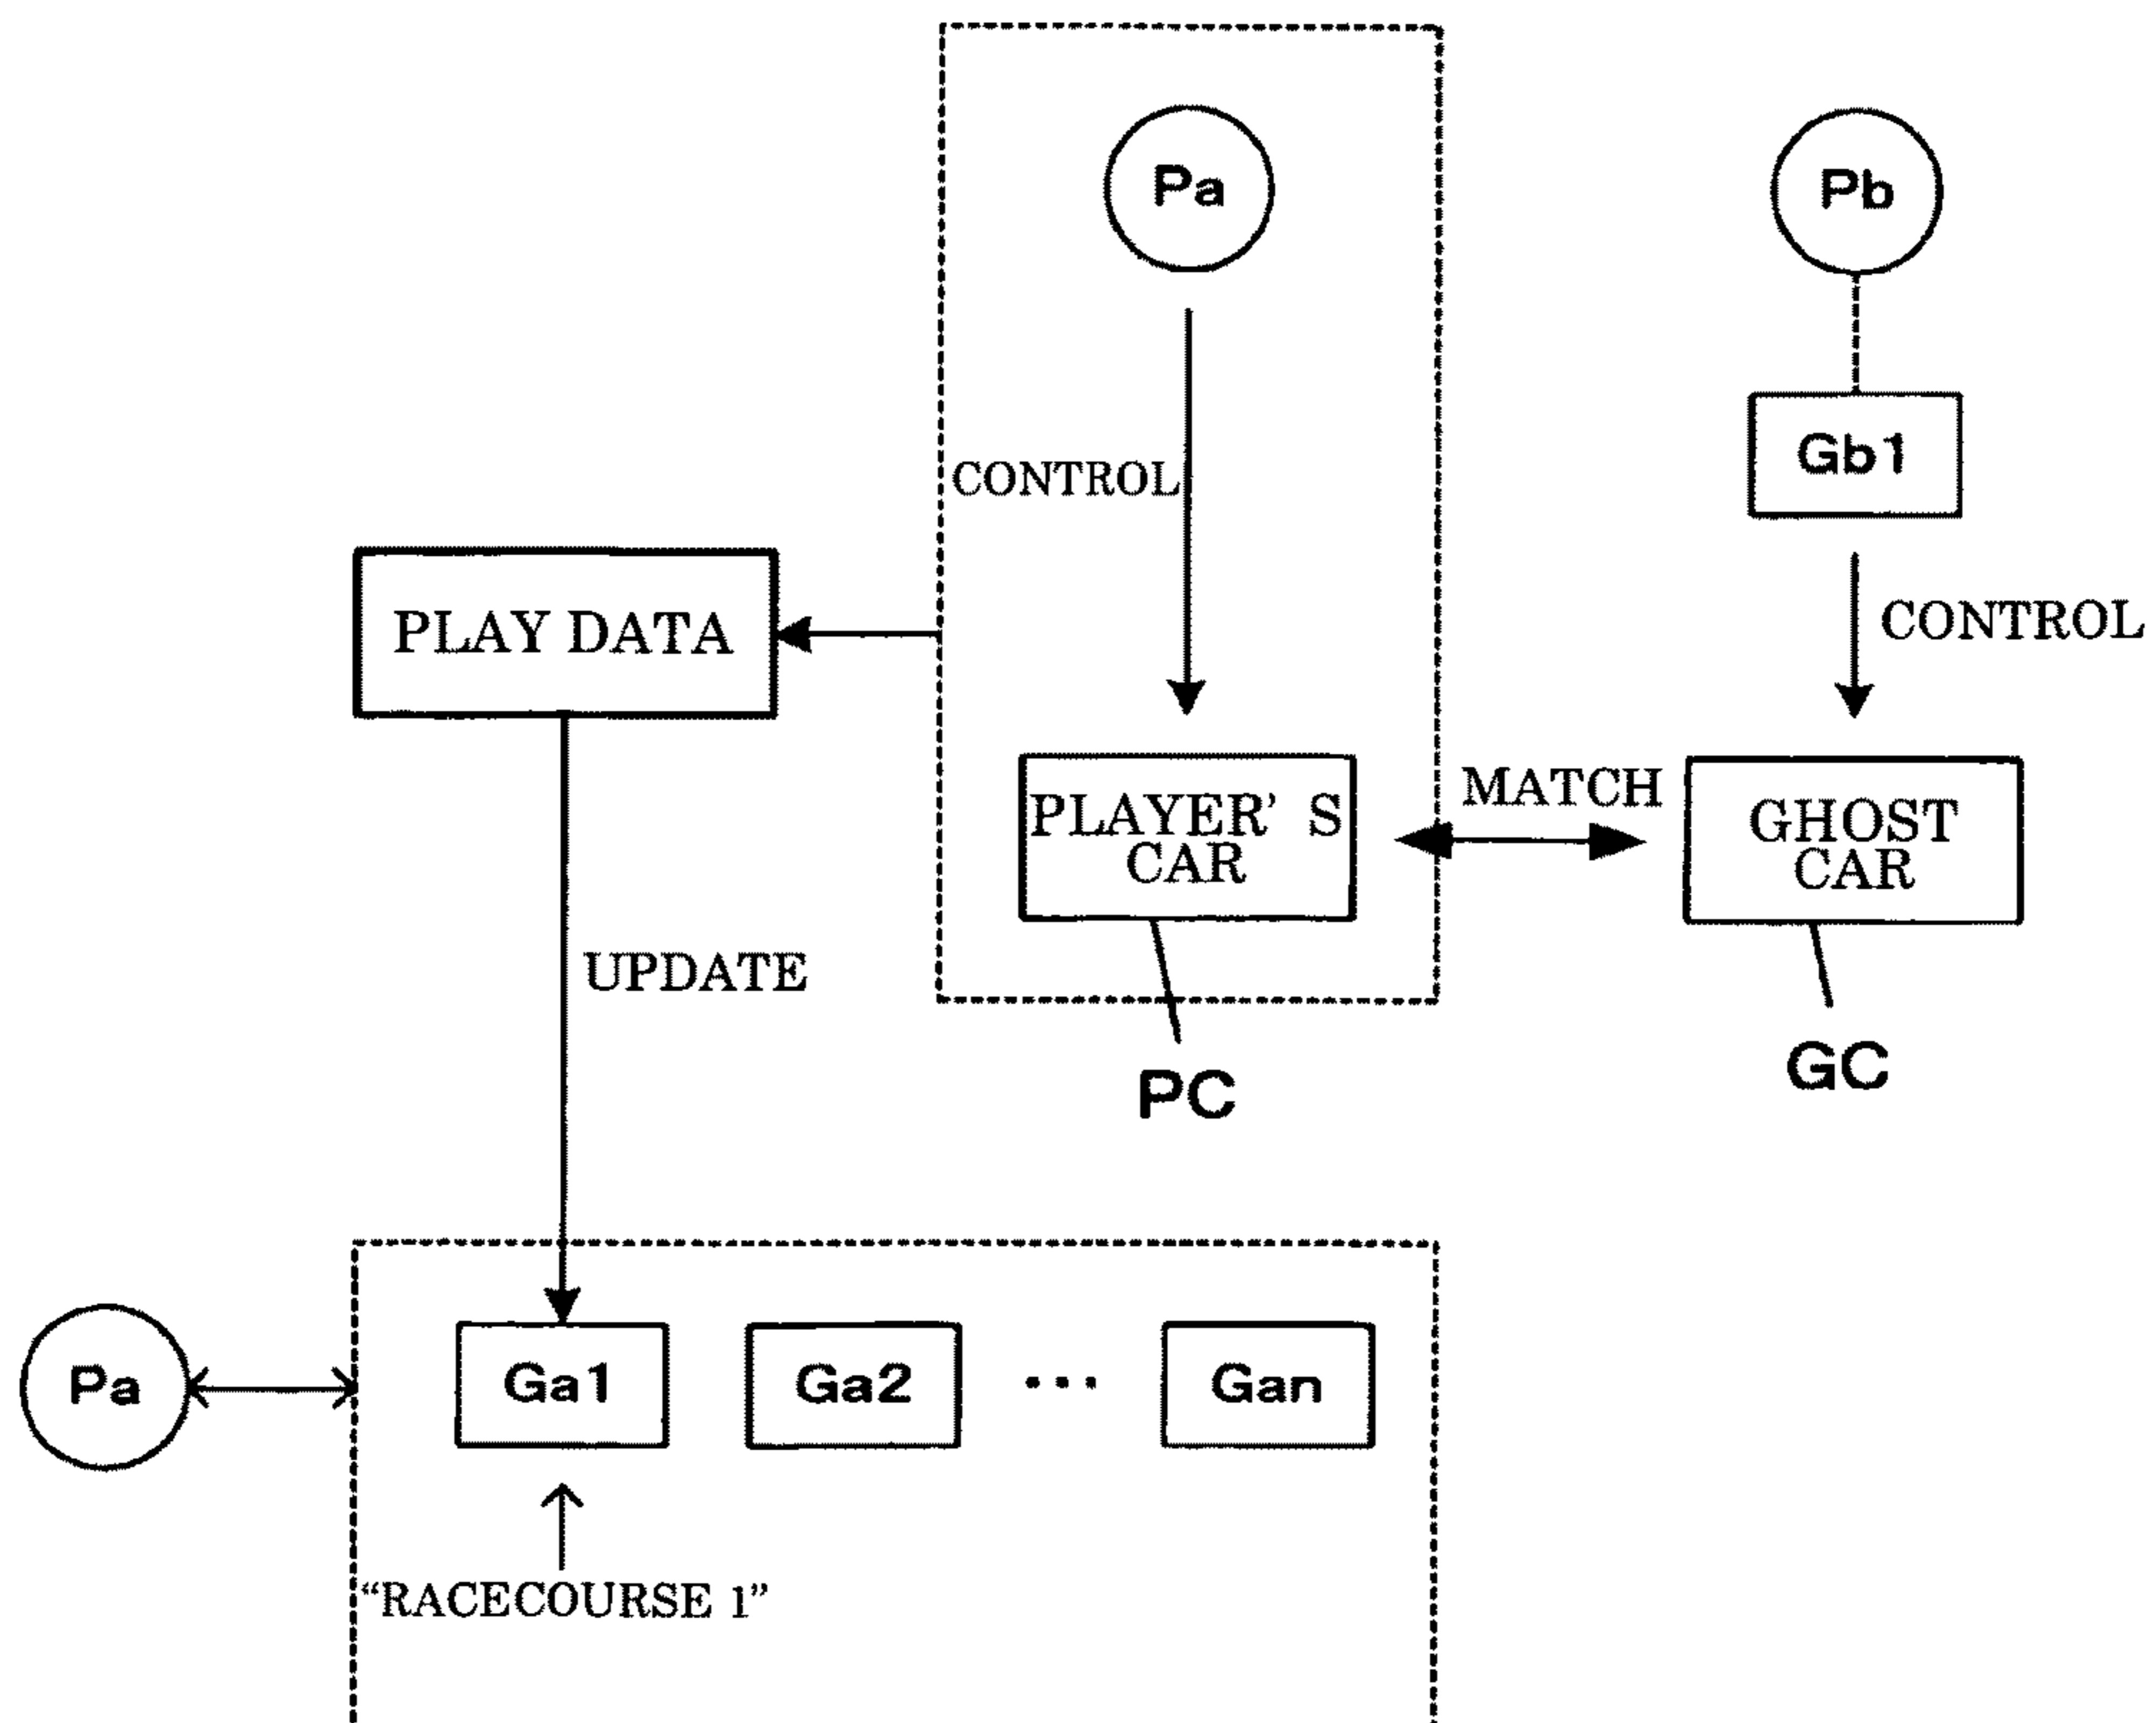 Pa
Pb
Gb1
CONTROL
CONTROL
PLAY DATA
MATCH
PLAYER' S
CAR
GHOST
CAR
UPDATE
PC
GC
Pa
Ga1
Ga2
...
Gan
“RACECOURSE 1”